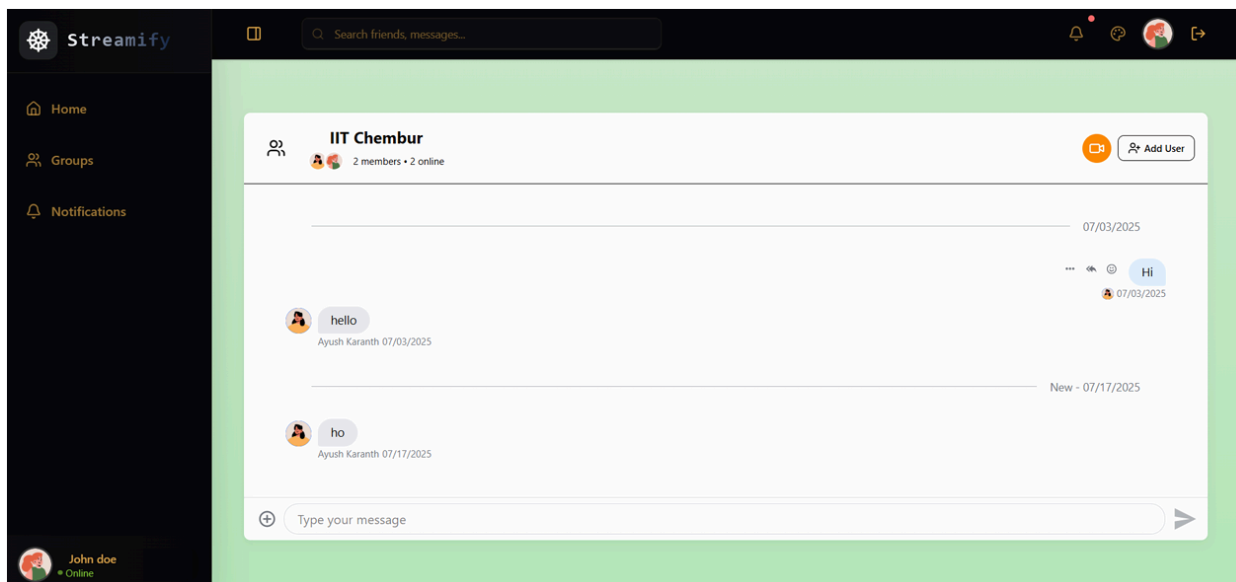 Streamify
Search friends, messages...
Home
Groups
Notifications
IIT Chembur
2 members • 2 online
Add User
07/03/2025
Hi
07/03/2025
hello
Ayush Karanth 07/03/2025
New - 07/17/2025
ho
Ayush Karanth 07/17/2025
Type your message
John doe
Online